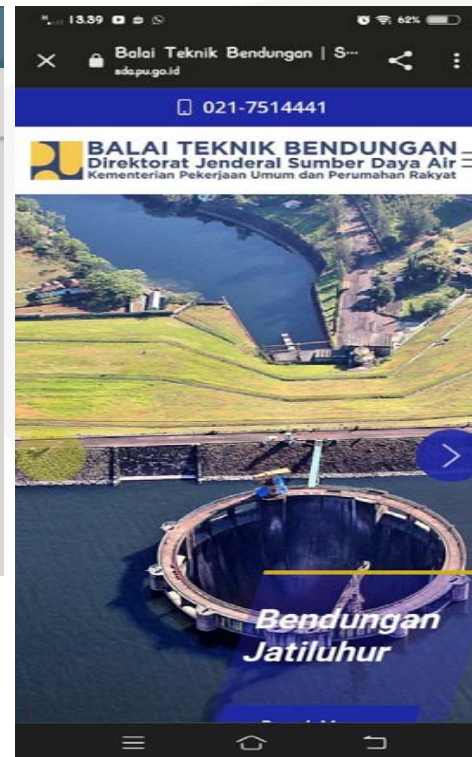 13.39
62%
Balai Teknik Bendungan | S...
sda.pu.go.id
021-7514441
BALAI TEKNIK BENDUNGAN
Direktorat Jenderal Sumber Daya Air
Kementerian Pekerjaan Umum dan Perumahan Rakyat
Bendungan
Jatiluhur